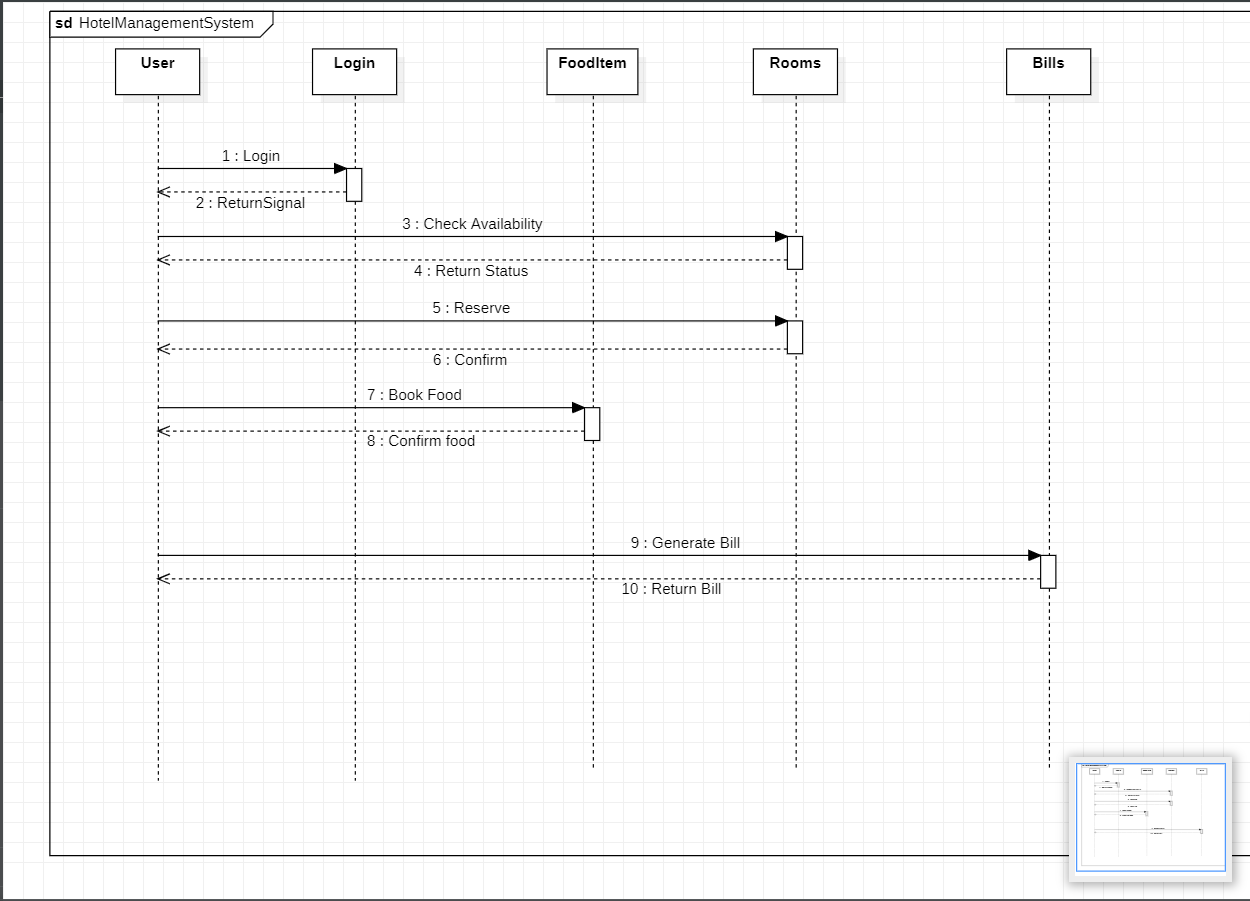 sd HotelManagementSystem
User
Login
FoodItem
Rooms
Bills
1 : Login
2 : ReturnSignal
3 : Check Availability
4 : Return Status
5 : Reserve
6 : Confirm
7 : Book Food
8 : Confirm food
9 : Generate Bill
10 : Return Bill